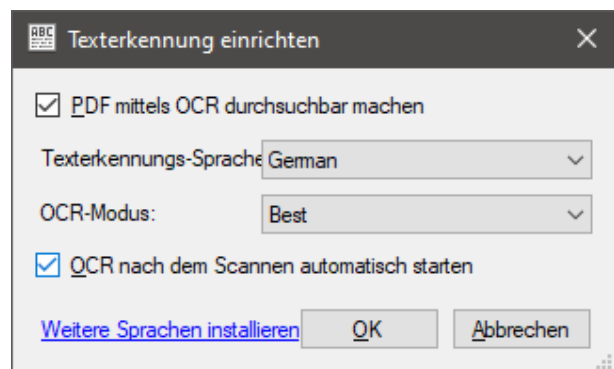 ABC Texterkennung einrichten
PDF mittels OCR durchsuchbar machen
Texterkennungs-Sprache German
OCR-Modus: Best
OCR nach dem Scannen automatisch starten
Weitere Sprachen installieren OK Abbrechen